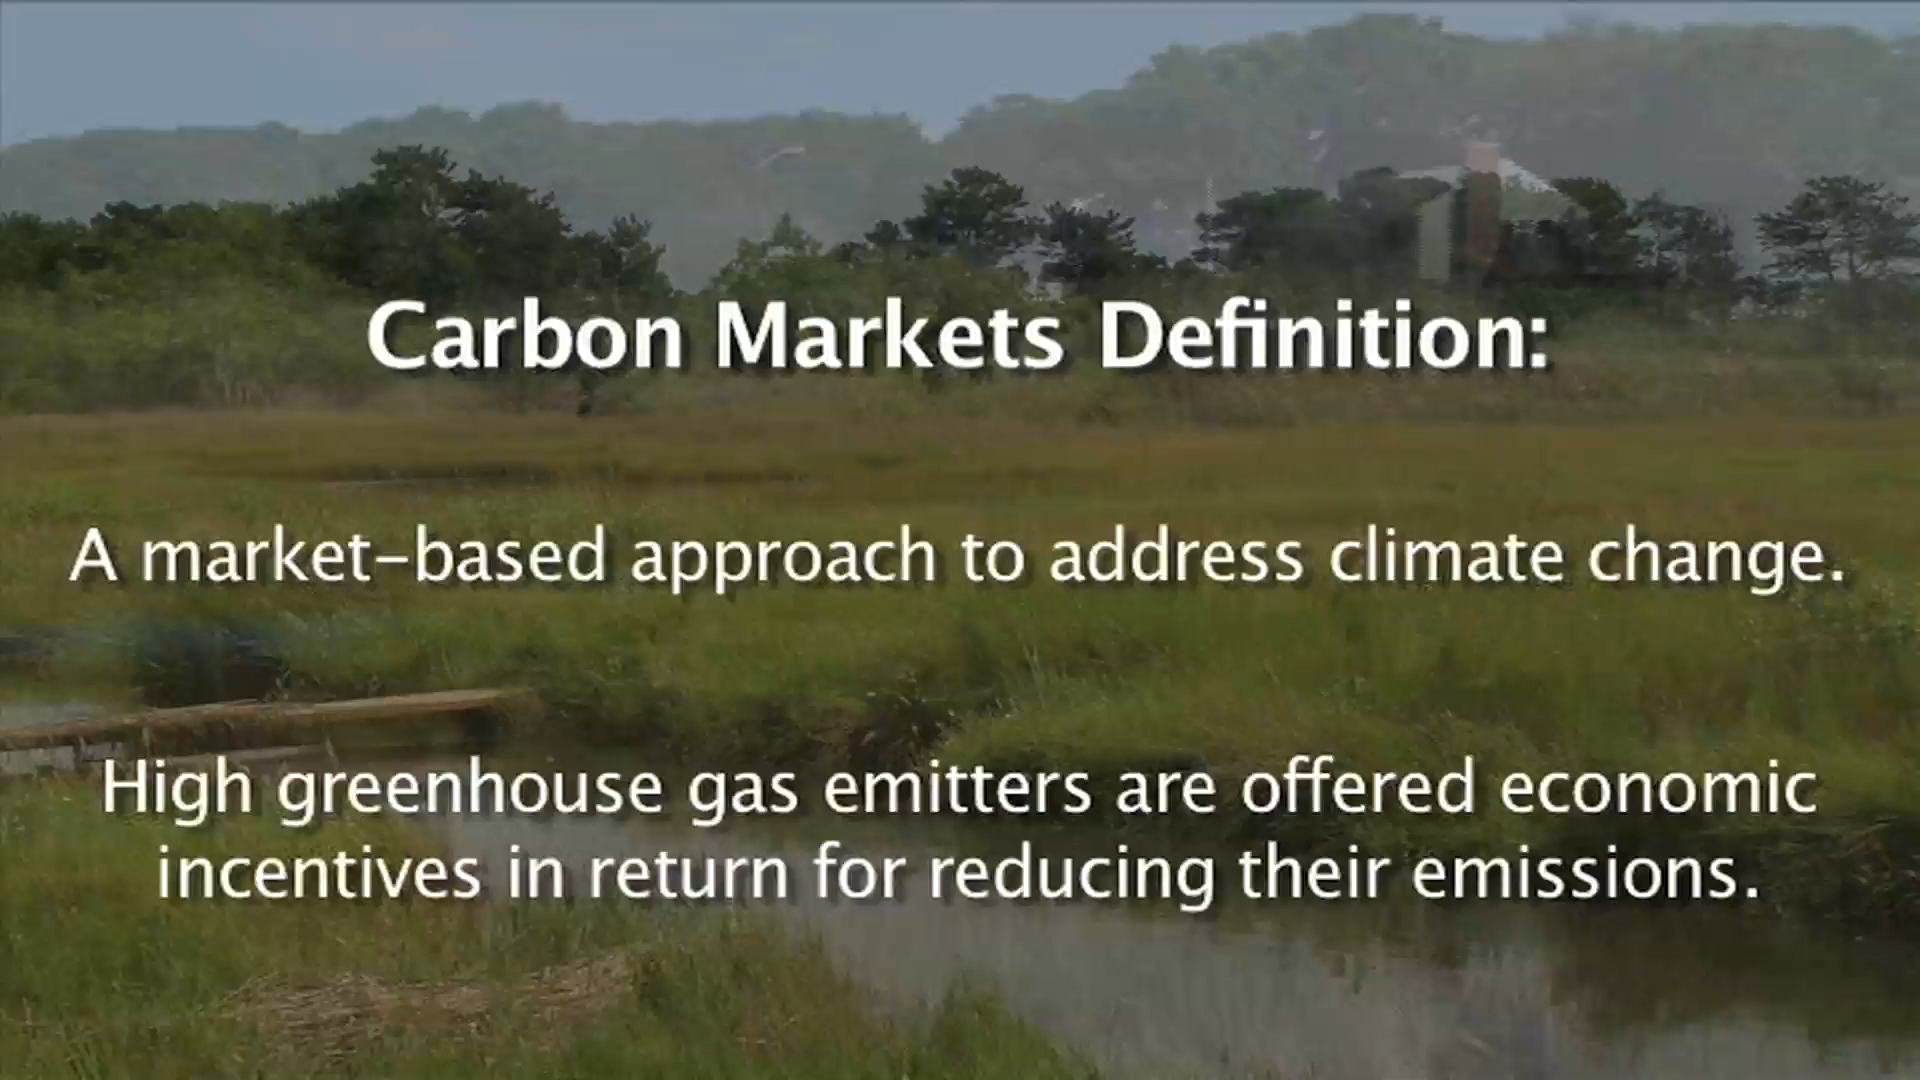 Carbon Markets Definition:
A market-based approach to address climate change.
High greenhouse gas emitters are offered economic
incentives in return for reducing their emissions.